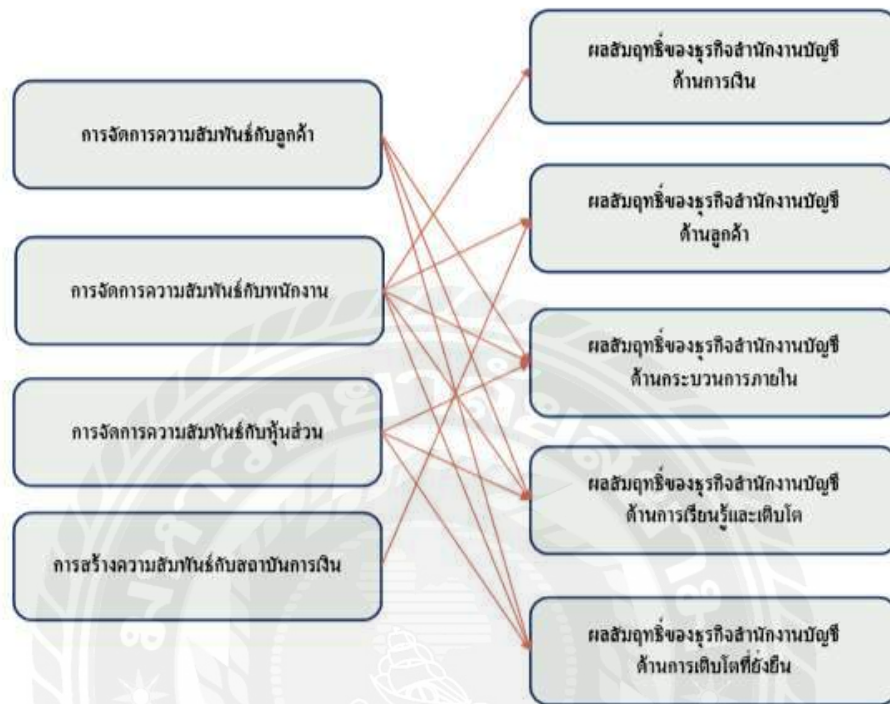 การจัดการความสัมพันธ์กับลูกค้า
การจัดการความสัมพันธ์กับพนักงาน
การจัดการความสัมพันธ์กับหุ้นส่วน
การสร้างความสัมพันธ์กับสถาบันการเงิน
ผลสัมฤทธิ์ของธุรกิจสำนักงานบัญชี
ด้านการเงิน
ผลสัมฤทธิ์ของธุรกิจสำนักงานบัญชี
ด้านลูกค้า
ผลสัมฤทธิ์ของธุรกิจสำนักงานบัญชี
ด้านกระบวนการภายใน
ผลสัมฤทธิ์ของธุรกิจสำนักงานบัญชี
ด้านการเรียนรู้และเติบโต
ผลสัมฤทธิ์ของธุรกิจสำนักงานบัญชี
ด้านการเติบโตที่ยั่งยืน